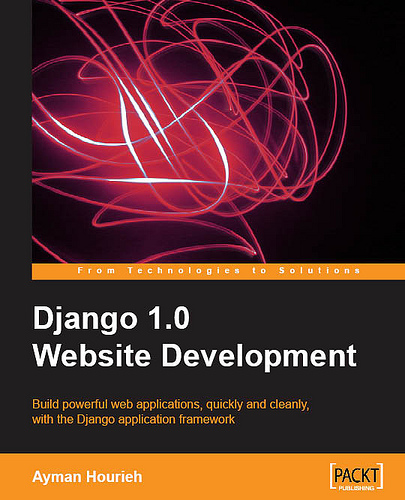 From Technologies to Solutions
Django 1.0
Website Development
Build powerful web applications, quickly and cleanly,
with the Django application framework
Ayman Hourieh
[PACKT]
PUBLISHING